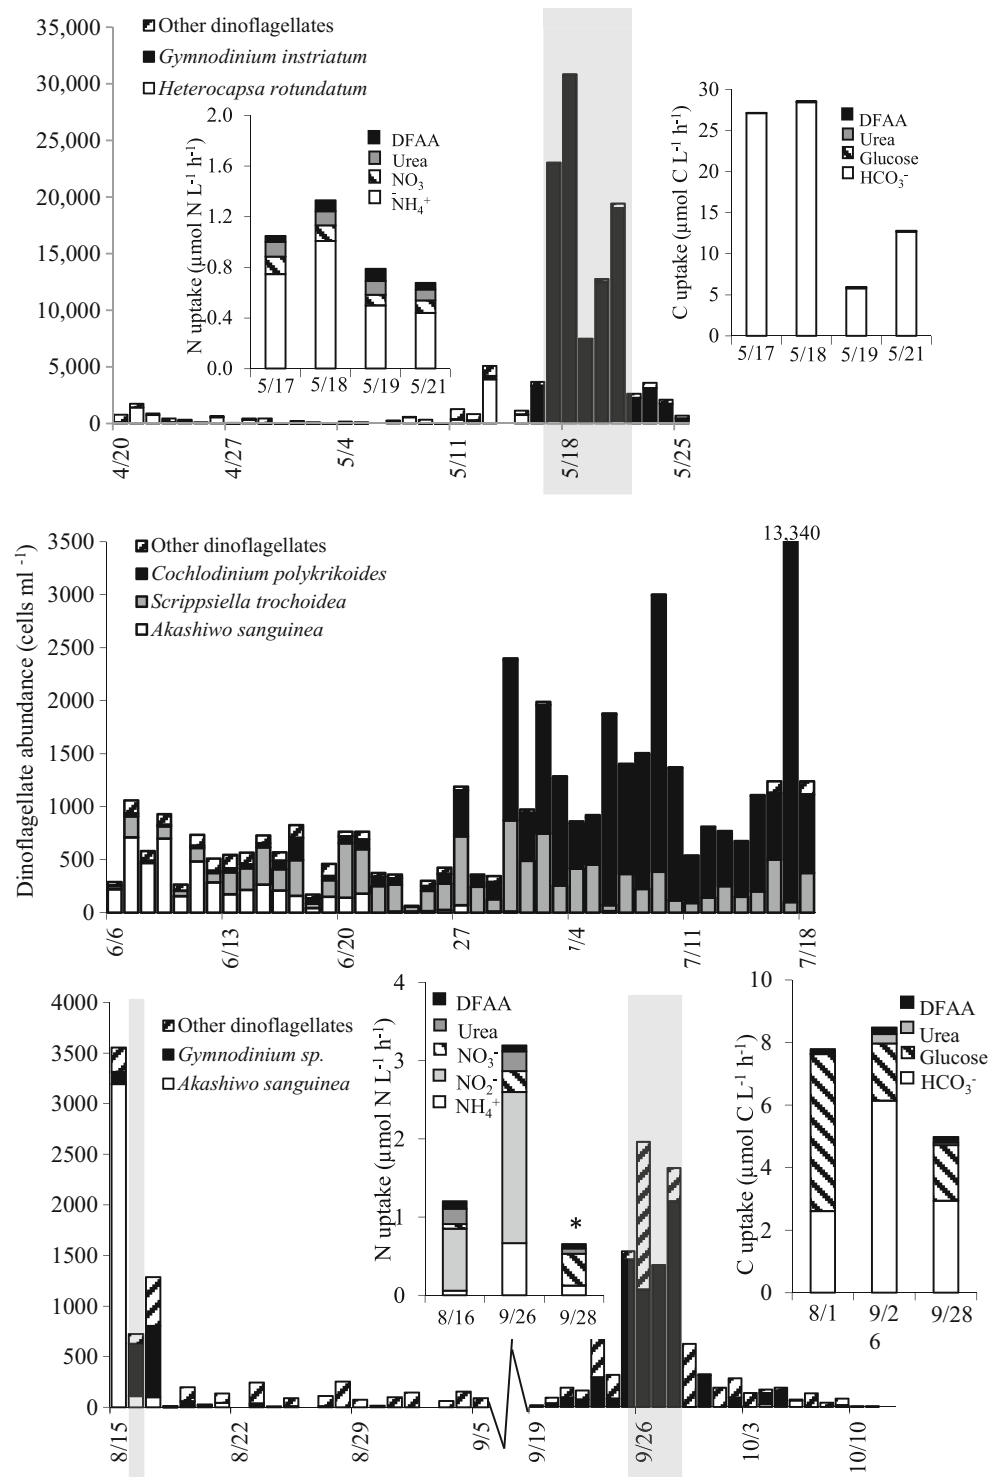 35,000
30,000
25,000
20,000
15,000
10,000
5,000
0
Other dinoflagellates
Gymnodinium instriatum
Heterocapsa rotundatum
4/20
4/27
5/4
5/11
5/18
5/25
N uptake (µmol N L-1 h-1)
2.0
1.6
1.2
0.8
0.4
0.0
DFAA
Urea
NO3
-
NH4+
5/17
5/18
5/19
5/21
C uptake (µmol C L-1 h-1)
30
25
20
15
10
5
0
DFAA
Urea
Glucose
HCO3-
5/17
5/18
5/19
5/21
Dinoflagellate abundance (cells ml -1)
3500
3000
2500
2000
1500
1000
500
0
Other dinoflagellates
Cochlodinium polykrikoides
Scrippsiella trochoidea
Akashiwo sanguinea
13,340
6/6
6/13
6/20
27
7/4
7/11
7/18
4000
3500
3000
2500
2000
1500
1000
500
0
Other dinoflagellates
Gymnodinium sp.
Akashiwo sanguinea
8/15
8/22
8/29
9/5
9/19
9/26
10/3
10/10
N uptake (µmol N L-1 h-1)
4
3
2
1
0
DFAA
Urea
NO3-
NO2-
NH4+
*
8/16
9/26
9/28
C uptake (µmol C L-1 h-1)
10
8
6
4
2
0
DFAA
Urea
Glucose
HCO3-
8/1
9/2
6
9/28